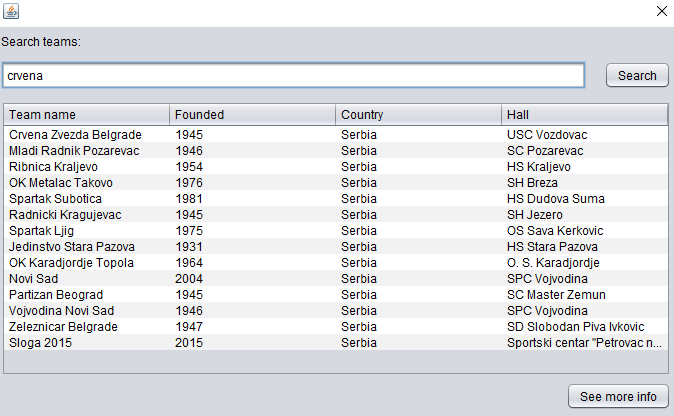 Search teams:
crvena Search
Team name Founded Country Hall
Crvena Zvezda Belgrade 1945 Serbia USC Vozdovac
Mladi Radnik Pozarevac 1946 Serbia SC Pozarevac
Ribnica Kraljevo 1954 Serbia HS Kraljevo
OK Metalac Takovo 1976 Serbia SH Breza
Spartak Subotica 1981 Serbia HS Dudova Suma
Radnicki Kragujevac 1945 Serbia SH Jezero
Spartak Ljig 1975 Serbia OS Sava Kerkovic
Jedinstvo Stara Pazova 1931 Serbia HS Stara Pazova
OK Karadjordje Topola 1964 Serbia O. S. Karadjordje
Novi Sad 2004 Serbia SPC Vojvodina
Partizan Beograd 1945 Serbia SC Master Zemun
Vojvodina Novi Sad 1946 Serbia SPC Vojvodina
Zeleznicar Belgrade 1947 Serbia SD Slobodan Piva Ivkovic
Sloga 2015 2015 Serbia Sportski centar "Petrovac n...
See more info